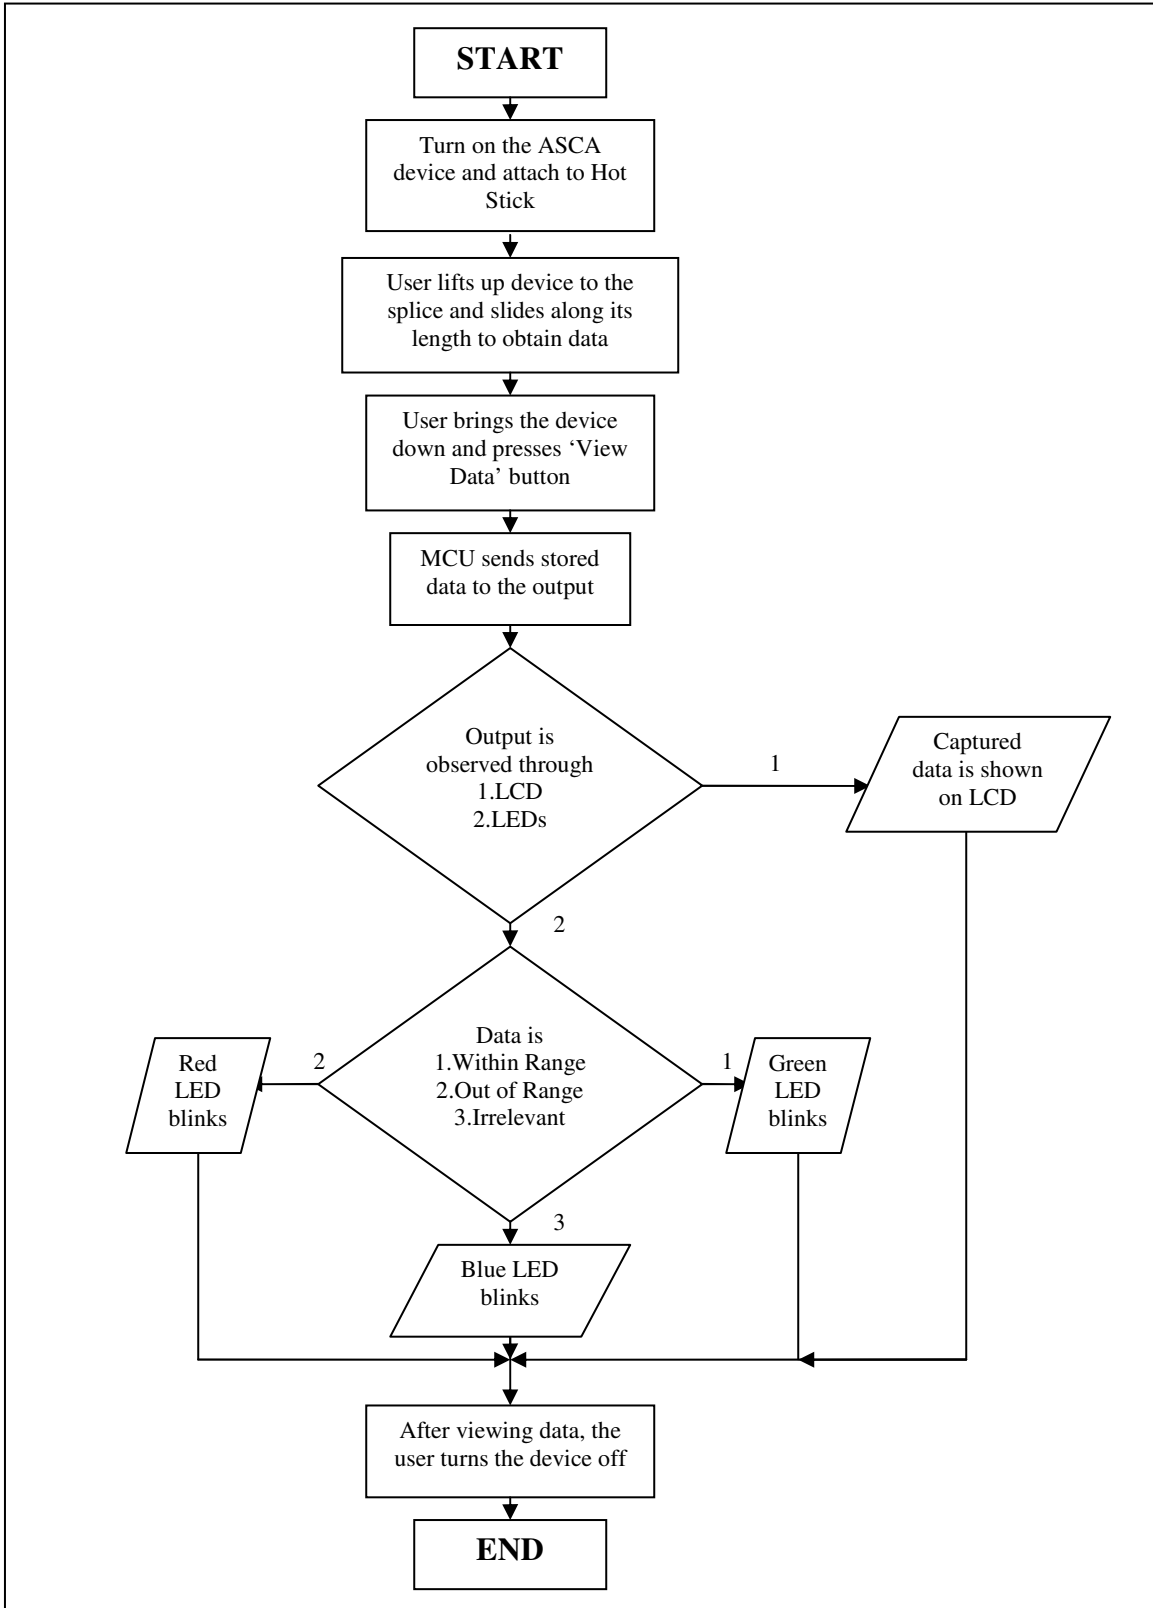 START
Turn on the ASCA
device and attach to Hot
Stick
User lifts up device to the
splice and slides along its
length to obtain data
User brings the device
down and presses ‘View
Data’ button
MCU sends stored
data to the output
Output is
observed through
1.LCD
2.LEDs
1
Captured
data is shown
on LCD
2
Data is
1.Within Range
2.Out of Range
3.Irrelevant
2
Red
LED
blinks
1
Green
LED
blinks
3
Blue LED
blinks
After viewing data, the
user turns the device off
END